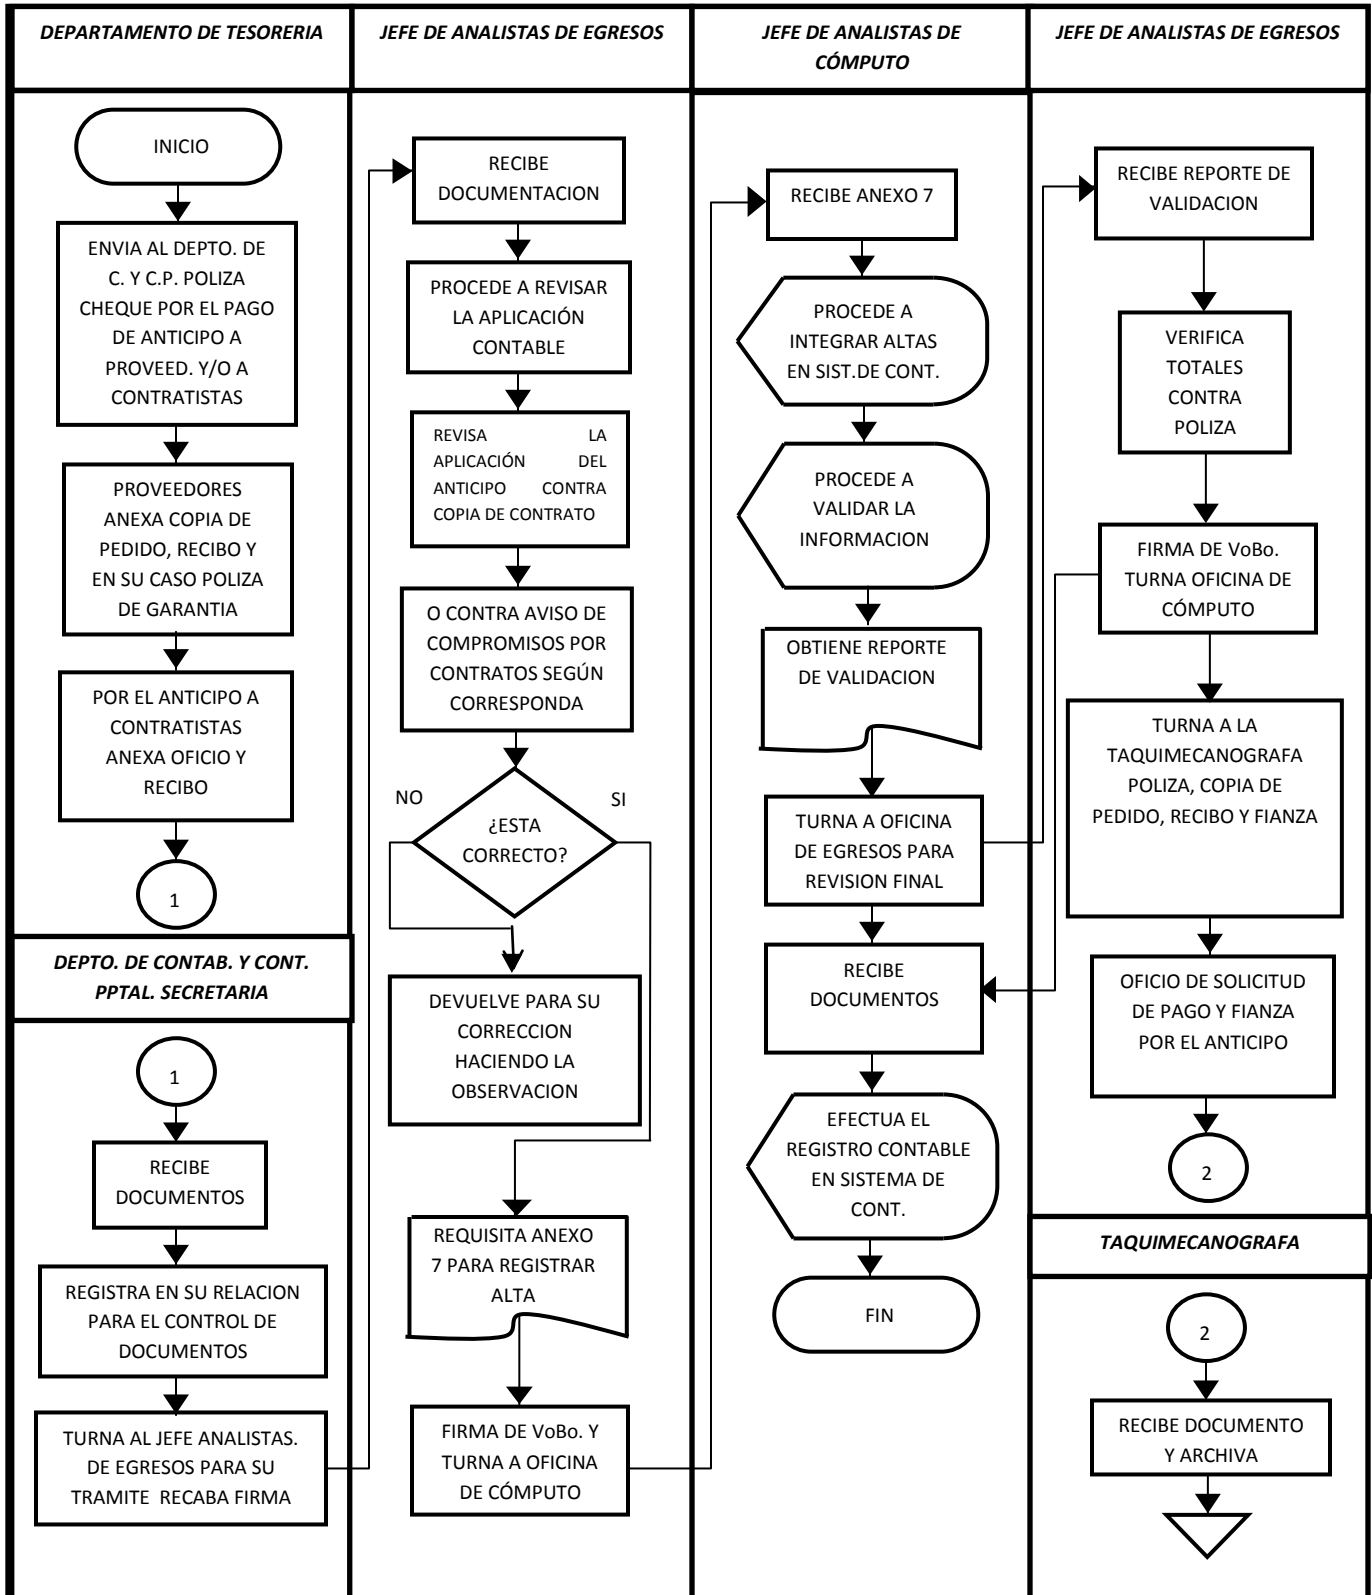 DEPARTAMENTO DE TESORERIA
INICIO
ENVIA AL DEPTO. DE
C. Y C.P. POLIZA
CHEQUE POR EL PAGO
DE ANTICIPO A
PROVEED. Y/O A
CONTRATISTAS
PROVEEDORES
ANEXA COPIA DE
PEDIDO, RECIBO Y
EN SU CASO POLIZA
DE GARANTIA
POR EL ANTICIPO A
CONTRATISTAS
ANEXA OFICIO Y
RECIBO
1
DEPTO. DE CONTAB. Y CONT.
PPTAL. SECRETARIA
1
RECIBE
DOCUMENTOS
REGISTRA EN SU RELACION
PARA EL CONTROL DE
DOCUMENTOS
TURNA AL JEFE ANALISTAS.
DE EGRESOS PARA SU
TRAMITE RECABA FIRMA
JEFE DE ANALISTAS DE EGRESOS
RECIBE
DOCUMENTACION
PROCEDE A REVISAR
LA APLICACIÓN
CONTABLE
REVISA LA
APLICACIÓN DEL
ANTICIPO CONTRA
COPIA DE CONTRATO
O CONTRA AVISO DE
COMPROMISOS POR
CONTRATOS SEGÚN
CORRESPONDA
NO
SI
¿ESTA
CORRECTO?
DEVUELVE PARA SU
CORRECCION
HACIENDO LA
OBSERVACION
REQUISITA ANEXO
7 PARA REGISTRAR
ALTA
FIRMA DE VoBo. Y
TURNA A OFICINA
DE CÓMPUTO
JEFE DE ANALISTAS DE
CÓMPUTO
RECIBE ANEXO 7
PROCEDE A
INTEGRAR ALTAS
EN SIST.DE CONT.
PROCEDE A
VALIDAR LA
INFORMACION
OBTIENE REPORTE
DE VALIDACION
TURNA A OFICINA
DE EGRESOS PARA
REVISION FINAL
RECIBE
DOCUMENTOS
EFECTUA EL
REGISTRO CONTABLE
EN SISTEMA DE
CONT.
FIN
JEFE DE ANALISTAS DE EGRESOS
RECIBE REPORTE DE
VALIDACION
VERIFICA
TOTALES
CONTRA
POLIZA
FIRMA DE VoBo.
TURNA OFICINA DE
CÓMPUTO
TURNA A LA
TAQUIMECANOGRAFA
POLIZA, COPIA DE
PEDIDO, RECIBO Y FIANZA
OFICIO DE SOLICITUD
DE PAGO Y FIANZA
POR EL ANTICIPO
2
TAQUIMECANOGRAFA
2
RECIBE DOCUMENTO
Y ARCHIVA